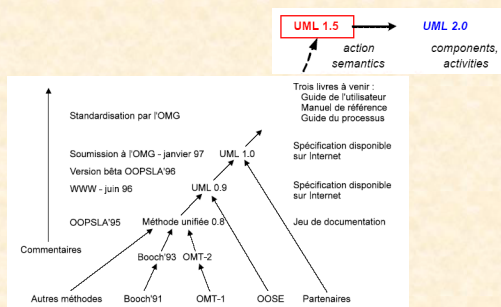 UML 1.5
UML 2.0
action
semantics
components,
activities
Trois livres à venir :
Guide de l'utilisateur
Manuel de référence
Guide du processus
Standardisation par l'OMG
Soumission à l'OMG - janvier 97
UML 1.0
Spécification disponible
sur Internet
Version bêta OOPSLA'96
WWW - juin 96
UML 0.9
Spécification disponible
sur Internet
OOPSLA'95
Méthode unifiée 0.8
Jeu de documentation
Commentaires
Booch'93
OMT-2
Autres méthodes
Booch'91
OMT-1
OOSE
Partenaires